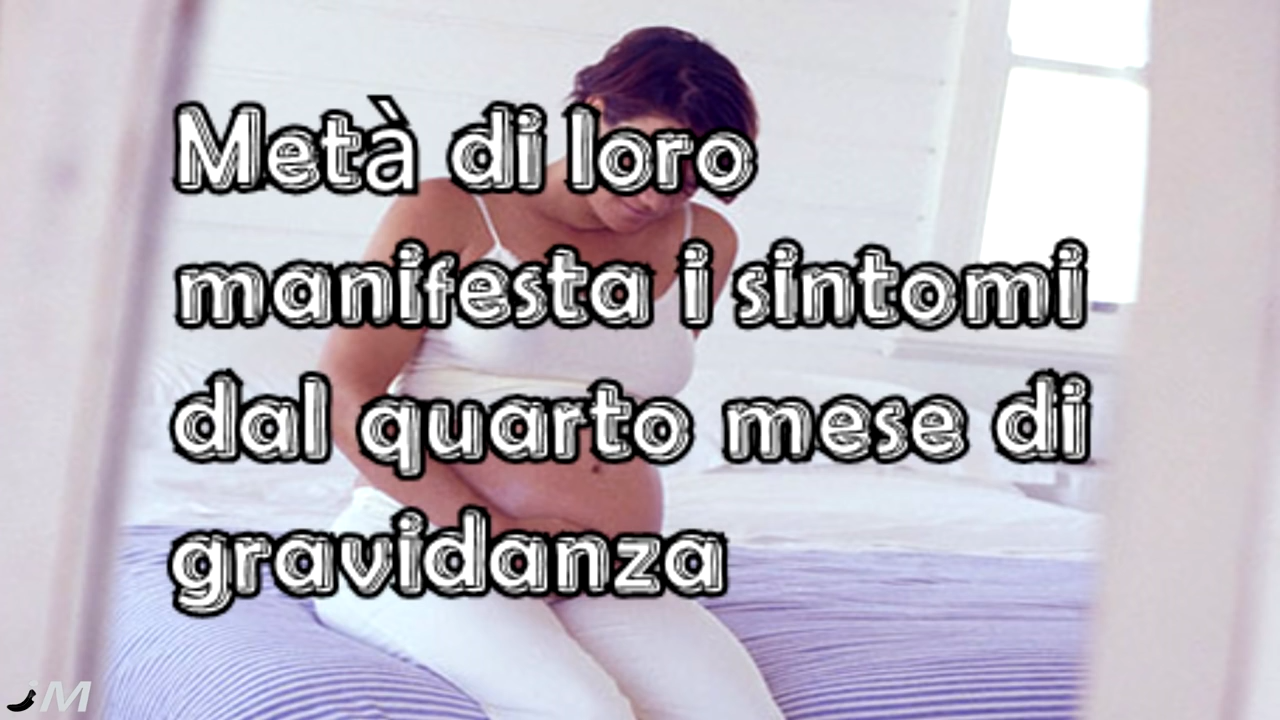 Metà di loro
manifesta i sintomi
dal quarto mese di
gravidanza
M